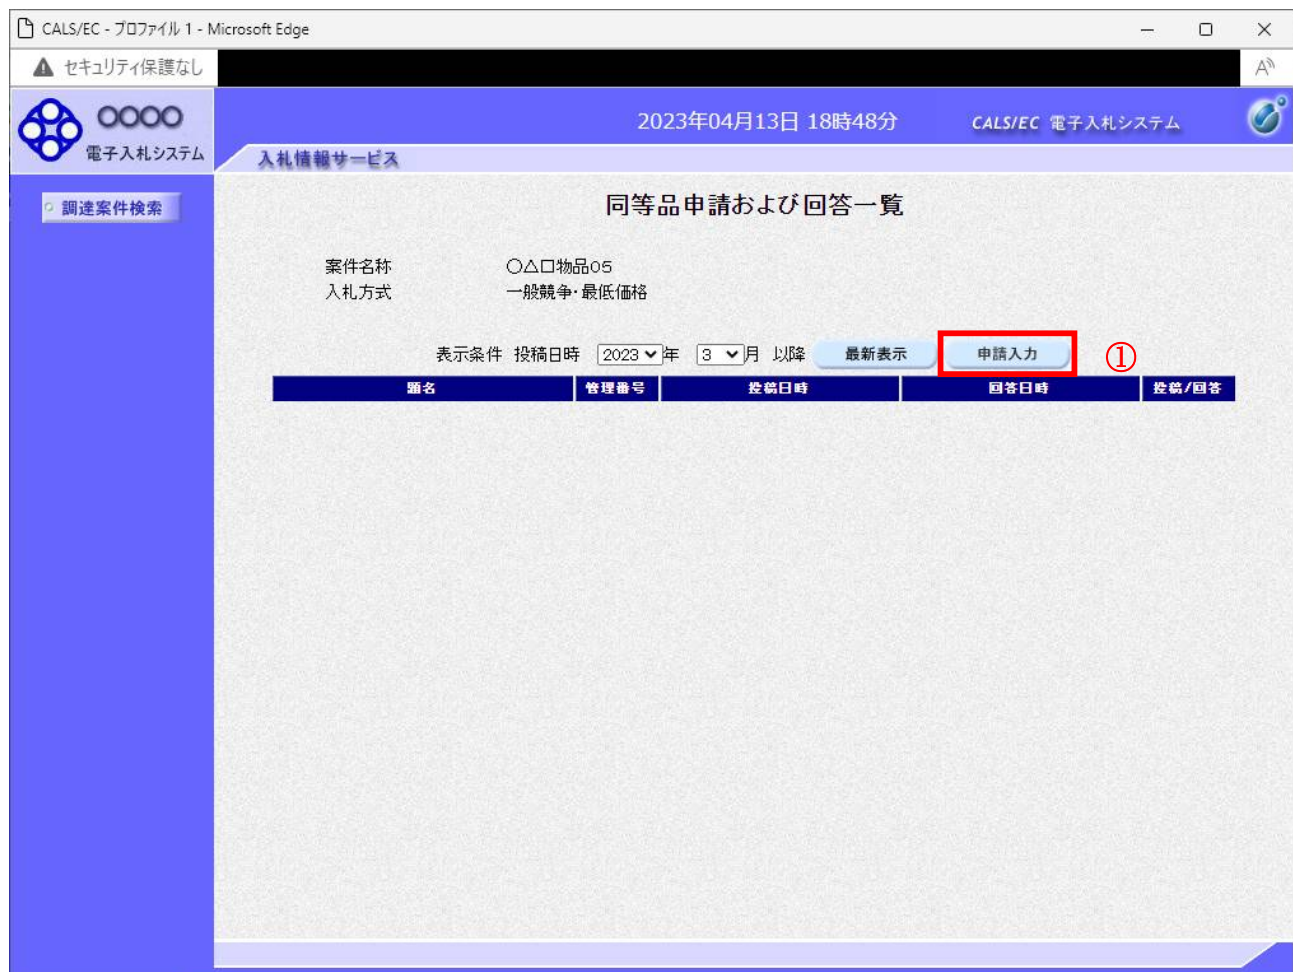 CALS/EC - プロファイル 1 - Microsoft Edge
セキュリティ保護なし
○○○○
電子入札システム
2023年04月13日 18時48分
CALS/EC 電子入札システム
入札情報サービス
調達案件検索
同等品申請および回答一覧
案件名称 ○△口物品05
入札方式 一般競争・最低価格
表示条件 投稿日時 2023 年 3 月 以降 最新表示 申請入力 ①
題名 管理番号 投稿日時 回答日時 投稿/回答